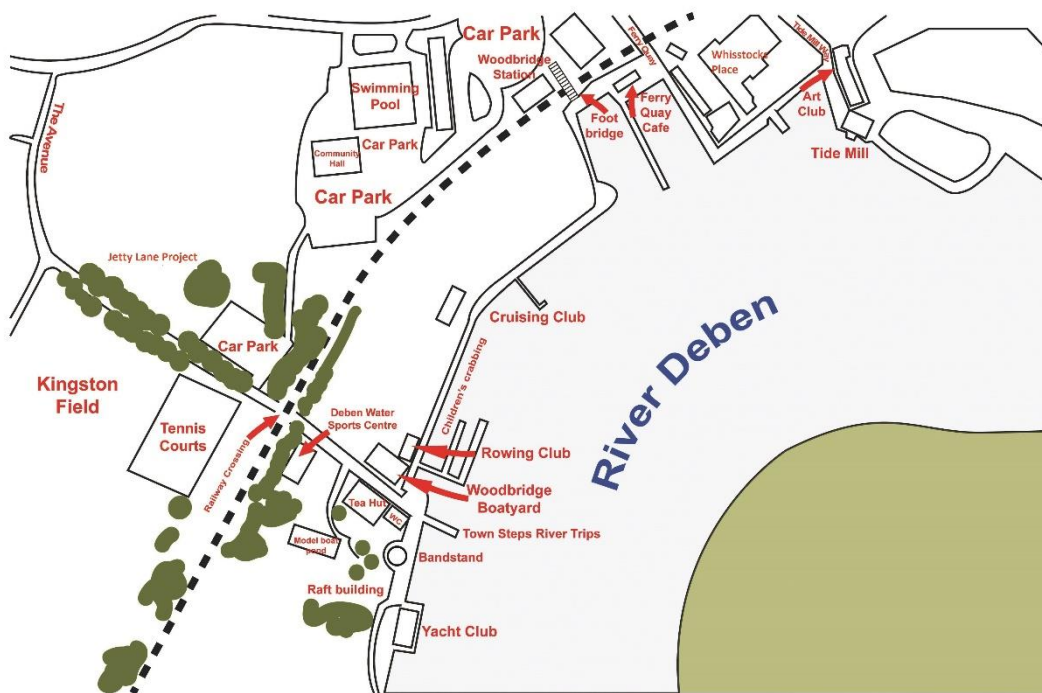 Car Park
Woodbridge
Station
Ferry Quay
Whisstocks
Place
Tide Mill Way
The Avenue
Swimming
Pool
Car Park
Community
Hall
Car Park
Foot
bridge
Ferry
Quay
Cafe
Art
Club
Tide Mill
Jetty Lane Project
Car Park
Cruising Club
Children's crabbing
River Deben
Kingston
Field
Tennis
Courts
Railway Crossing
Deben Water
Sports Centre
Rowing Club
Woodbridge
Boatyard
Tea Hut
WC
Town Steps River Trips
Model boat
pond
Bandstand
Raft building
Yacht Club